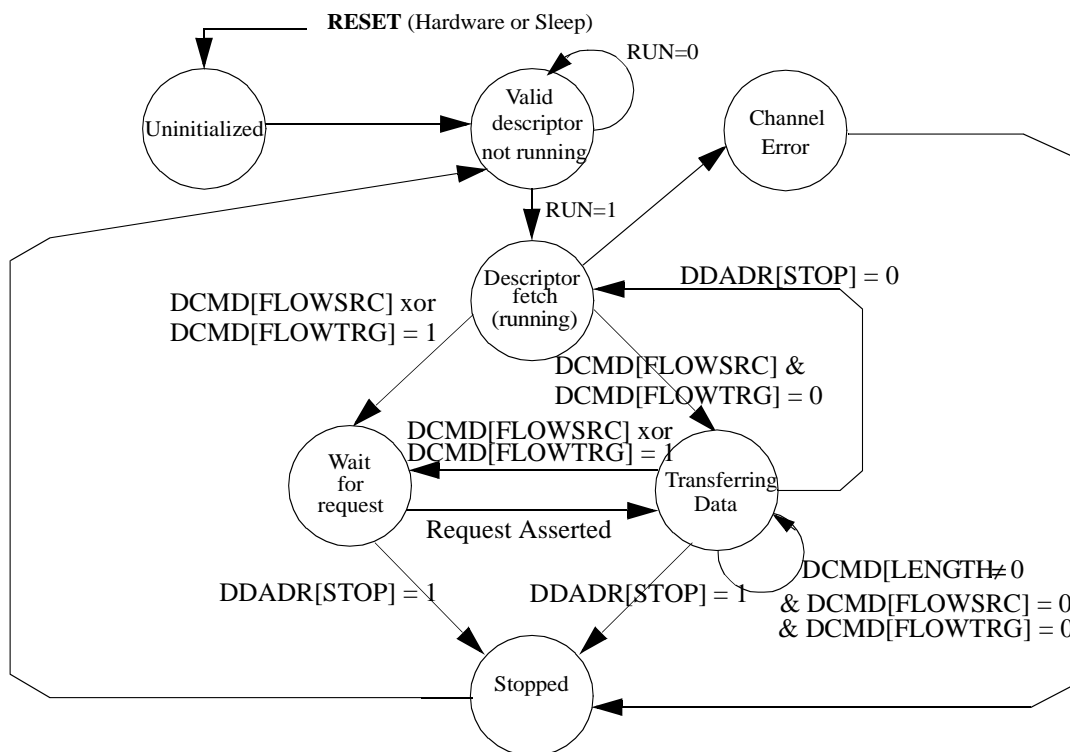 RESET (Hardware or Sleep)
RUN=0
Uninitialized
Valid
descriptor
not running
Channel
Error
RUN=1
Descriptor
fetch
(running)
DDADR[STOP] = 0
DCMD[FLOWSRC] xor
DCMD[FLOWTRG] = 1
DCMD[FLOWSRC] &
DCMD[FLOWTRG] = 0
DCMD[FLOWSRC] xor
DCMD[FLOWTRG] = 1
Wait
for
request
Transferring
Data
Request Asserted
DCMD[LENGTH≠0
& DCMD[FLOWSRC] = 0
& DCMD[FLOWTRG] = 0
DDADR[STOP] = 1
DDADR[STOP] = 1
Stopped